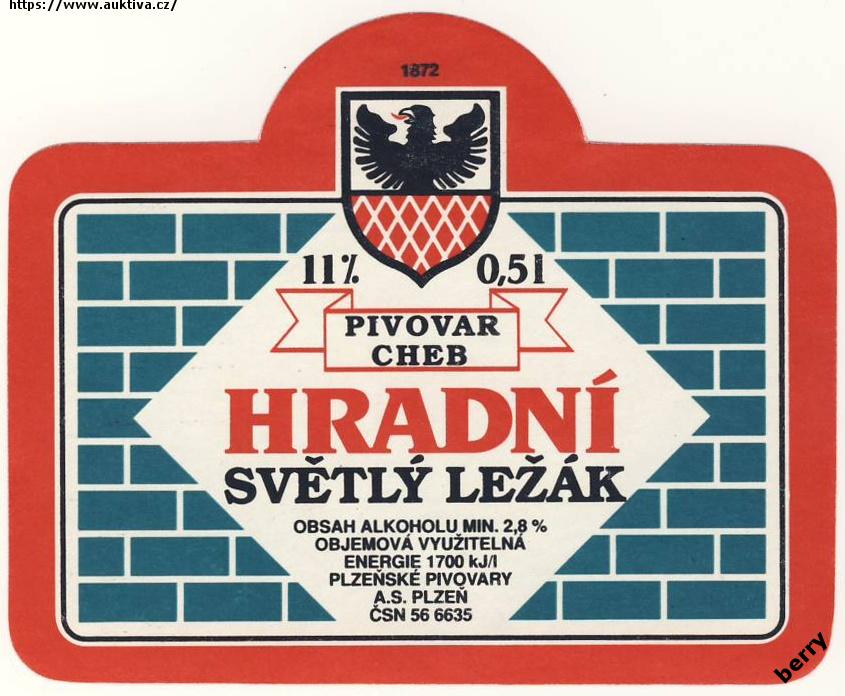 https://www.auktiva.cz/
1872
11% 0,5l
PIVOVAR
CHEB
HRADNÍ
SVĚTLÝ LEŽÁK
OBSAH ALKOHOLU MIN. 2,8 %
OBJEMOVÁ VYUŽITELNÁ
ENERGIE 1700 kJ/l
PLZEŇSKÉ PIVOVARY
A.S. PLZEŇ
ČSN 56 6635
berry